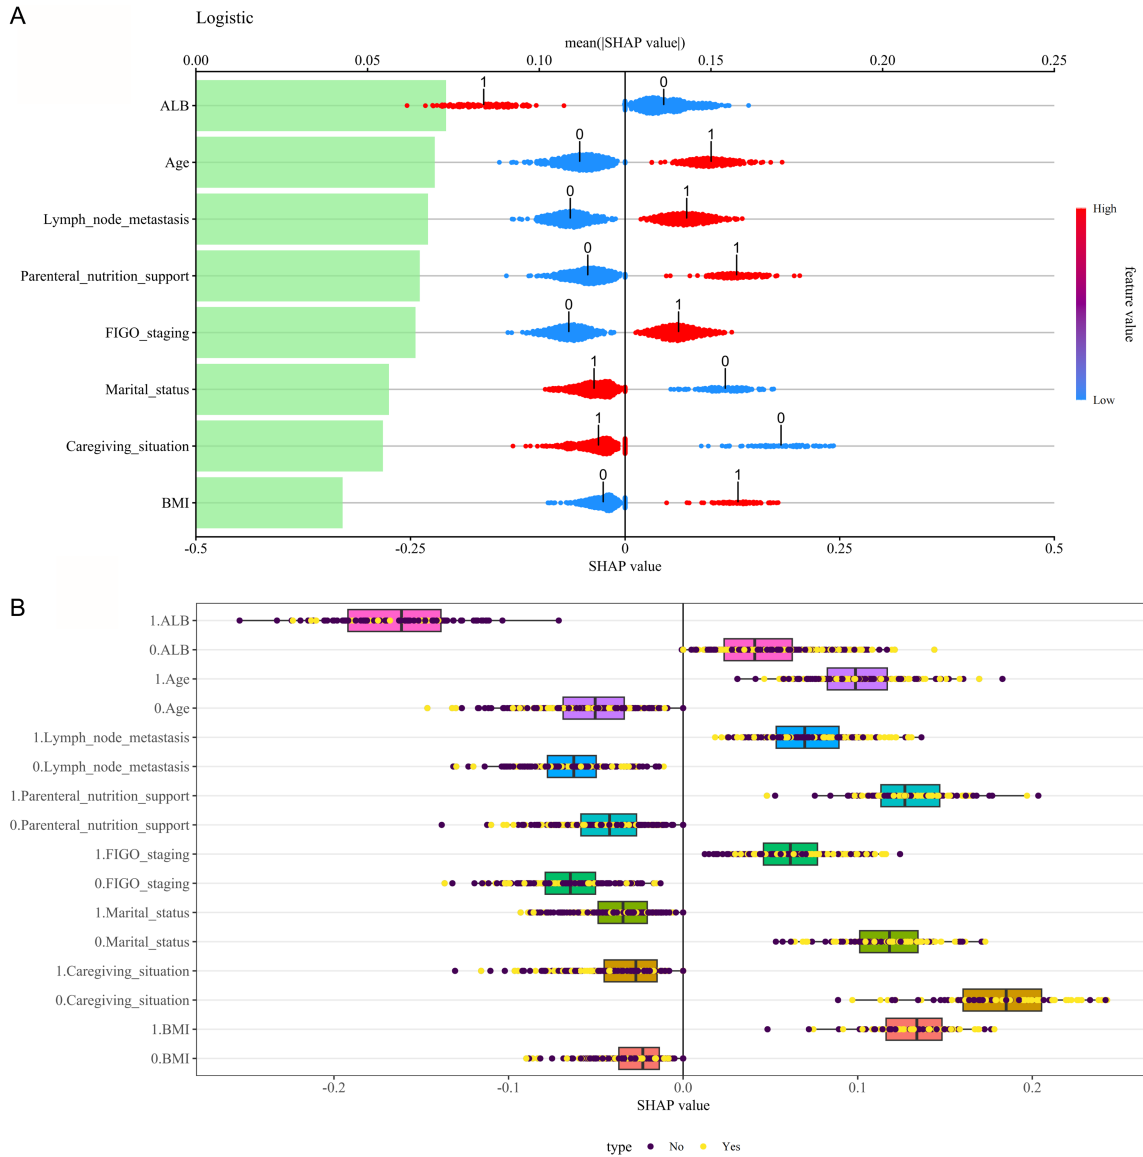 A
Logistic
mean(|SHAP value|)
0.00 0.05 0.10 0.15 0.20 0.25
ALB 1 0
Age 0 1
Lymph_node_metastasis 0 1
Parenteral_nutrition_support 0 1
FIGO_staging 0 1
Marital_status 1 0
Caregiving_situation 1 0
BMI 0 1
-0.5 -0.25 0 0.25 0.5
SHAP value
High
feature value
Low
B
1.ALB
0.ALB
1.Age
0.Age
1.Lymph_node_metastasis
0.Lymph_node_metastasis
1.Parenteral_nutrition_support
0.Parenteral_nutrition_support
1.FIGO_staging
0.FIGO_staging
1.Marital_status
0.Marital_status
1.Caregiving_situation
0.Caregiving_situation
1.BMI
0.BMI
-0.2 -0.1 0.0 0.1 0.2
SHAP value
type No Yes